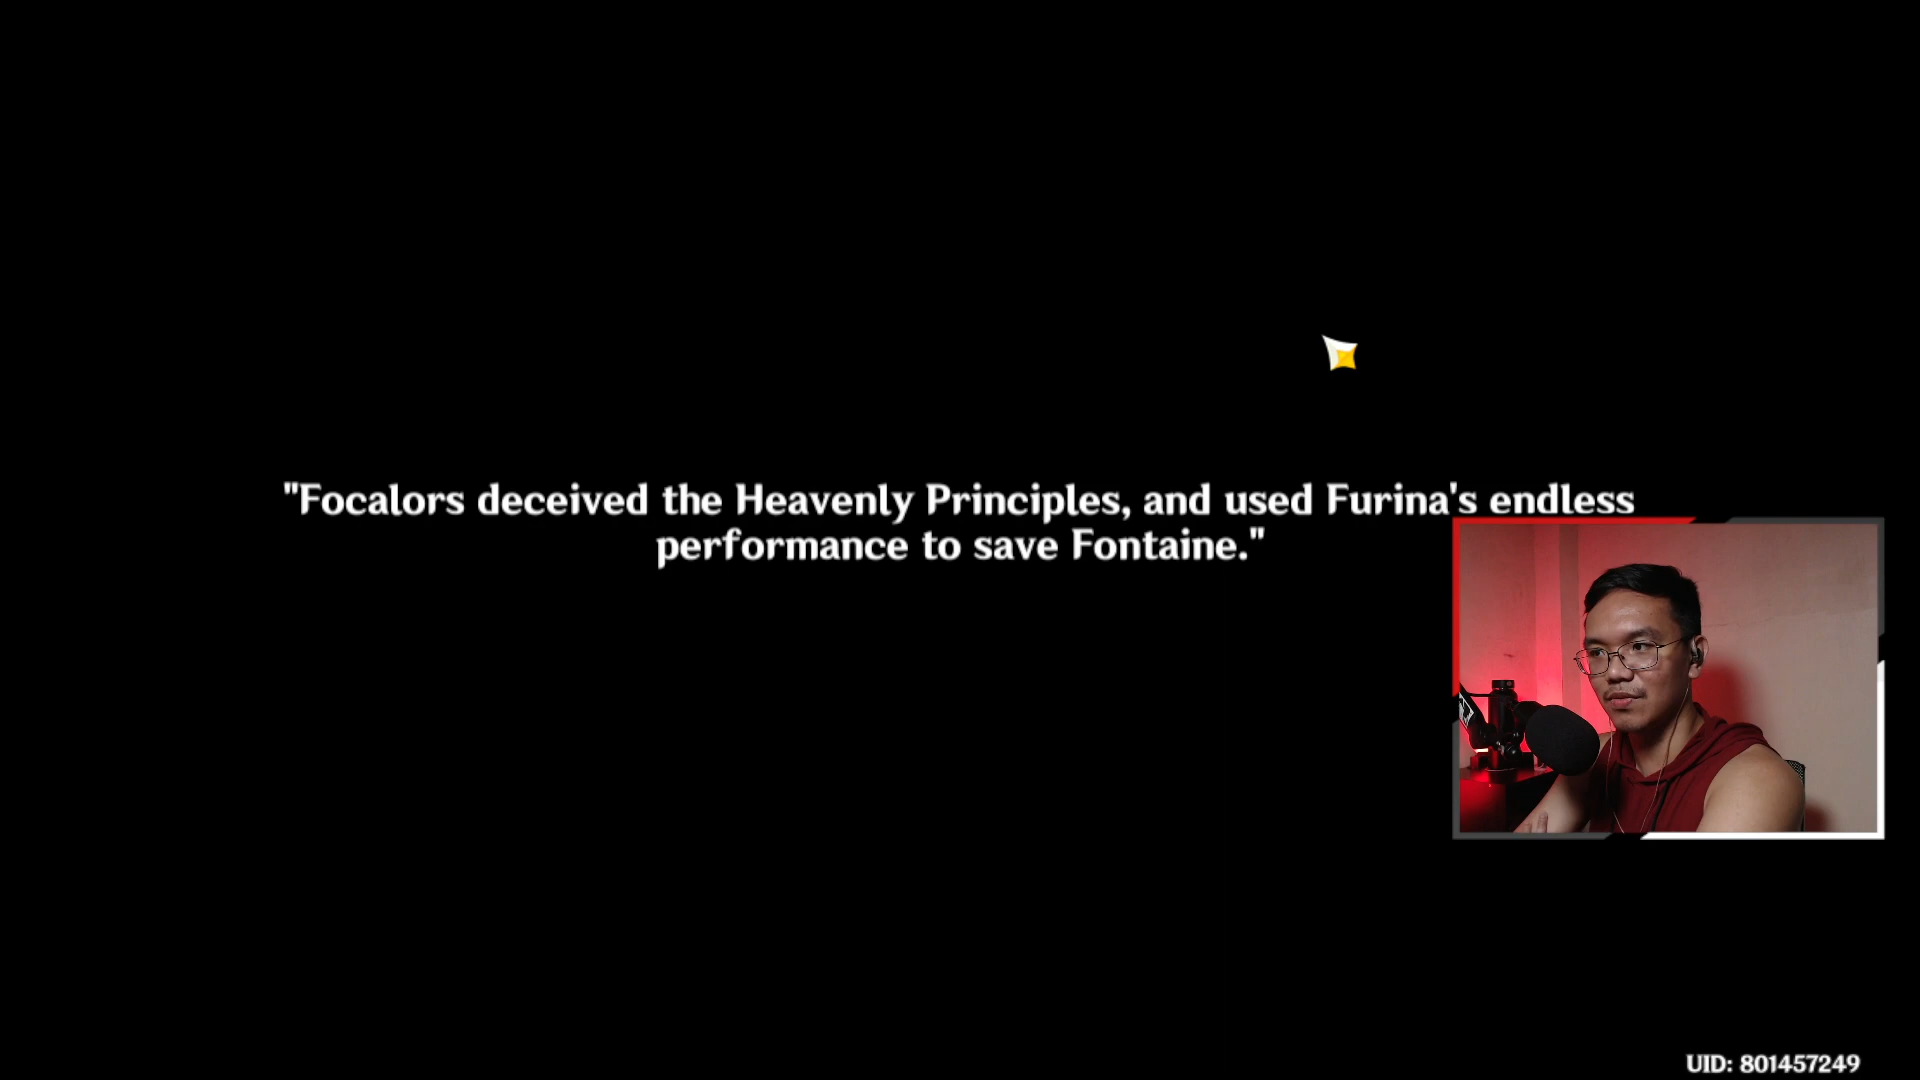 "Focalors deceived the Heavenly Principles, and used Furina's endless
performance to save Fontaine."
UID: 801457249